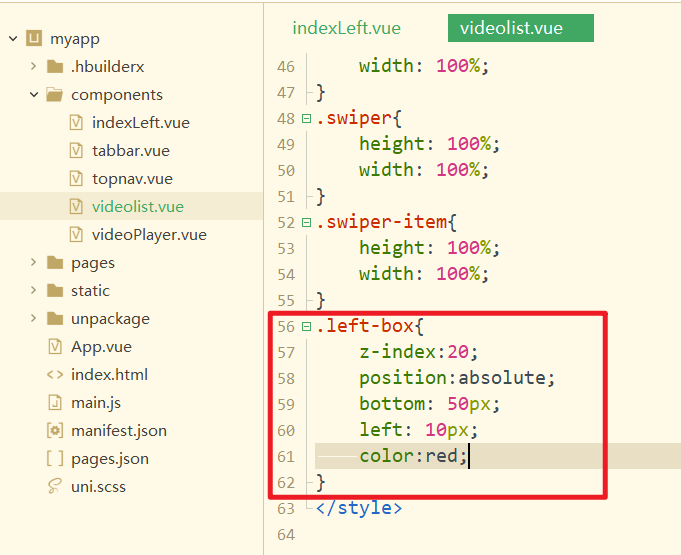 myapp
.hbuilderx
components
indexLeft.vue
tabbar.vue
topnav.vue
videolist.vue
videoPlayer.vue
pages
static
unpackage
App.vue
index.html
main.js
manifest.json
pages.json
uni.scss
indexLeft.vue videolist.vue
46 width: 100%;
47 }
48 .swiper{
49 height: 100%;
50 width: 100%;
51 }
52 .swiper-item{
53 height: 100%;
54 width: 100%;
55 }
56 .left-box{
57 z-index:20;
58 position:absolute;
59 bottom: 50px;
60 left: 10px;
61 color:red;
62 }
63 </style>
64